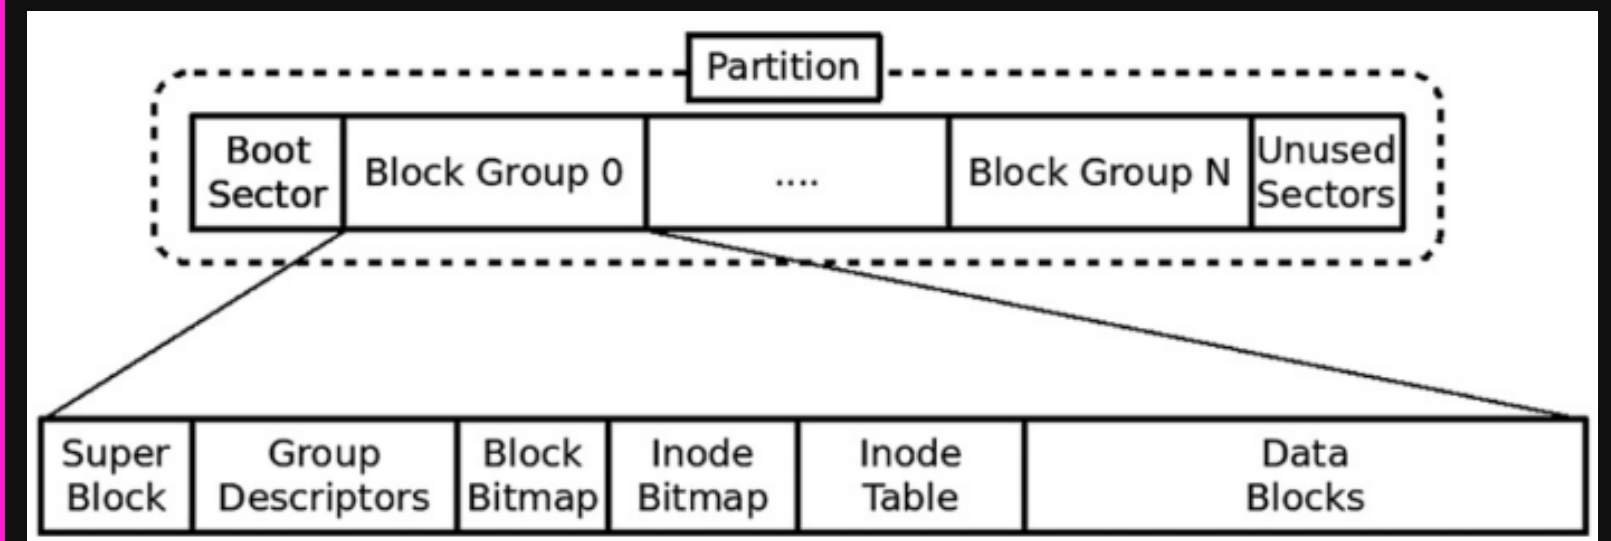 Partition
Boot
Sector
Block Group 0
....
Block Group N
Unused
Sectors
Super
Block
Group
Descriptors
Block
Bitmap
Inode
Bitmap
Inode
Table
Data
Blocks